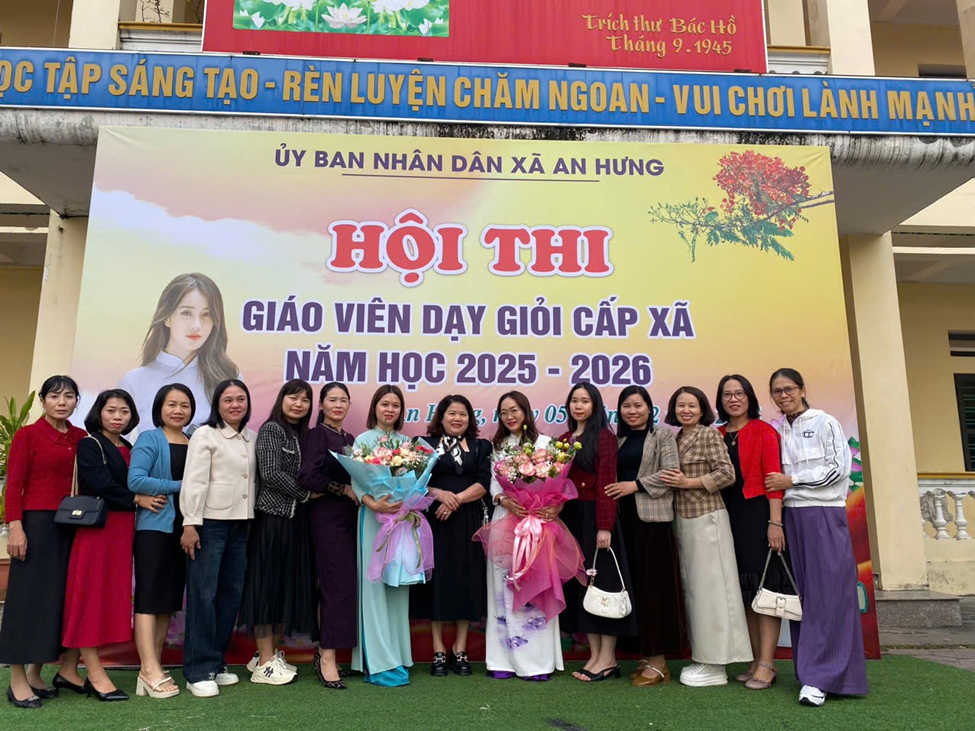 Trích thư Bác Hồ
Tháng 9-1945
ỌC TẬP SÁNG TẠO - RÈN LUYỆN CHĂM NGOAN - VUI CHƠI LÀNH MẠNH
ỦY BAN NHÂN DÂN XÃ AN HƯNG
HỘI THI
GIÁO VIÊN DẠY GIỎI CẤP XÃ
NĂM HỌC 2025 - 2026
05